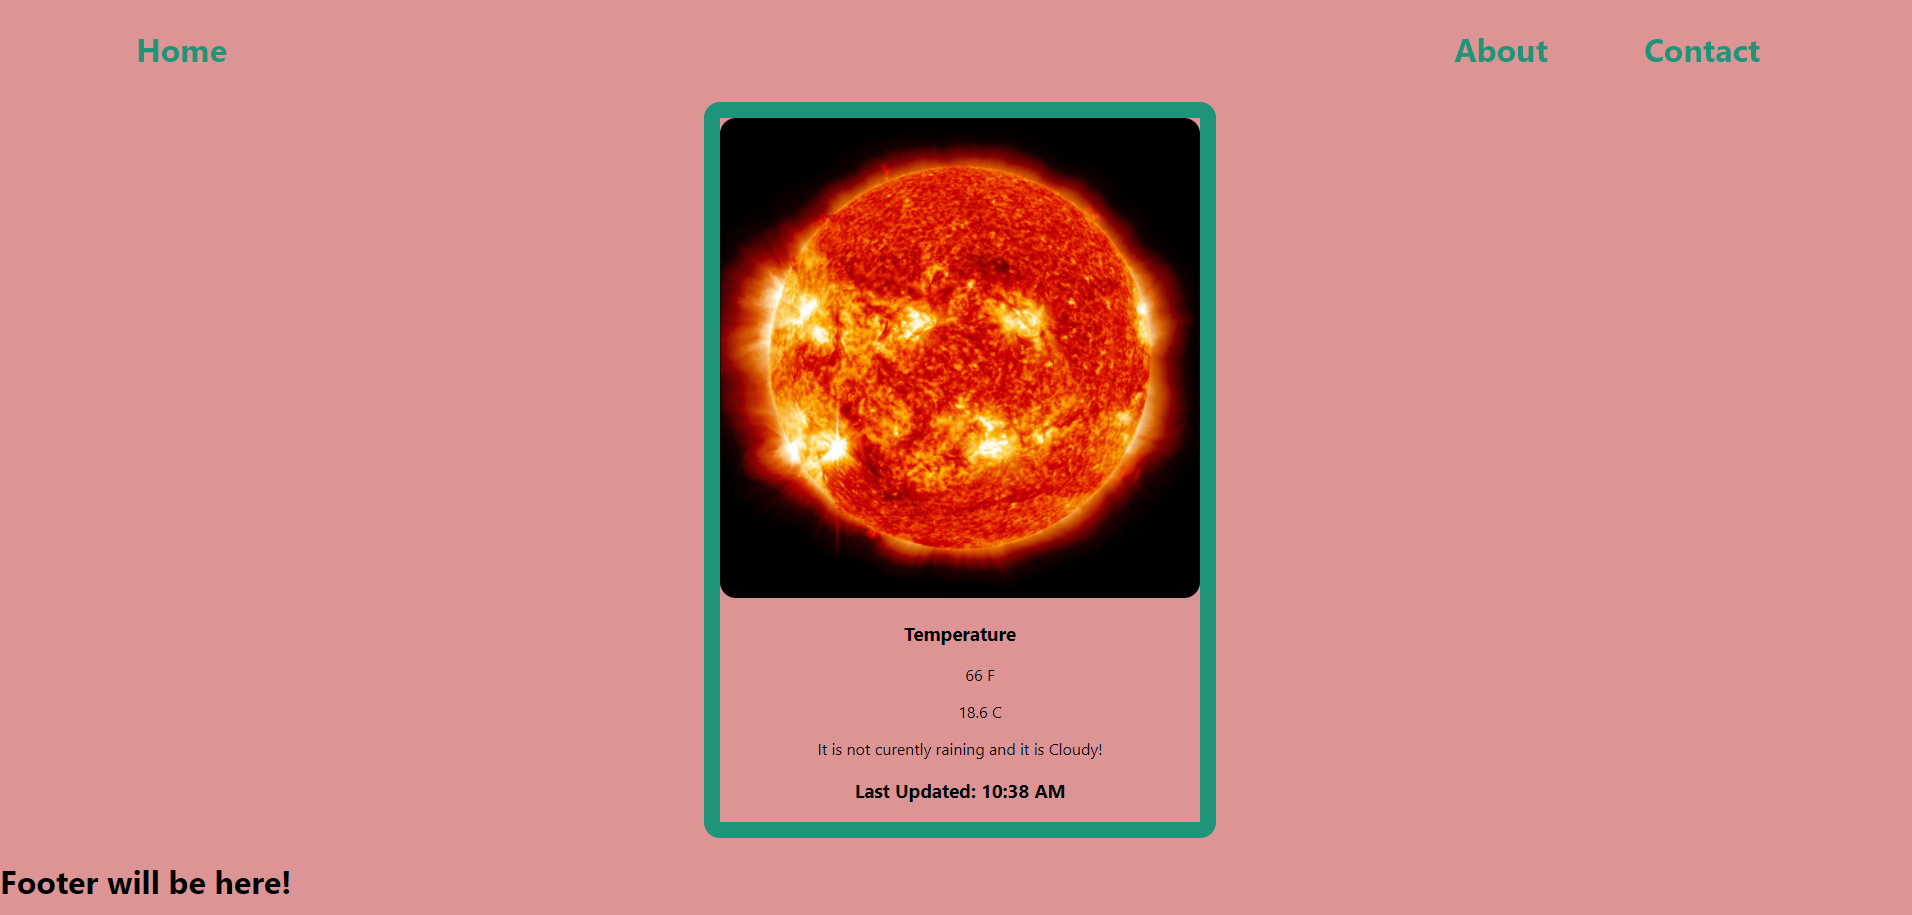 Home About Contact
Temperature
66 F
18.6 C
It is not curently raining and it is Cloudy!
Last Updated: 10:38 AM
Footer will be here!